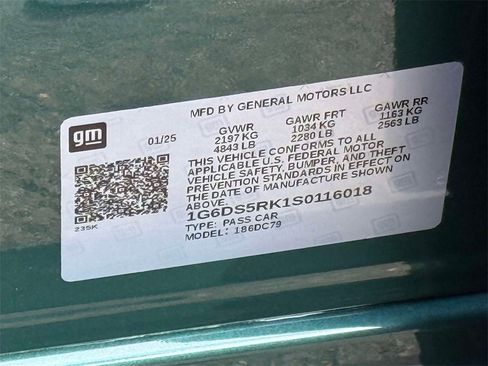 MFD BY GENERAL MOTORS LLC
gm
01/25
GVWR GAWR FRT GAWR RR
2197 KG 1034 KG 1163 KG
4843 LB 2280 LB 2563 LB
THIS VEHICLE CONFORMS TO ALL
APPLICABLE U.S. FEDERAL MOTOR
VEHICLE SAFETY, BUMPER, AND THEFT
PREVENTION STANDARDS IN EFFECT ON
THE DATE OF MANUFACTURE SHOWN
ABOVE.
1G6DS5RK1S0116018
TYPE: PASS CAR
MODEL: 186DC79
235K